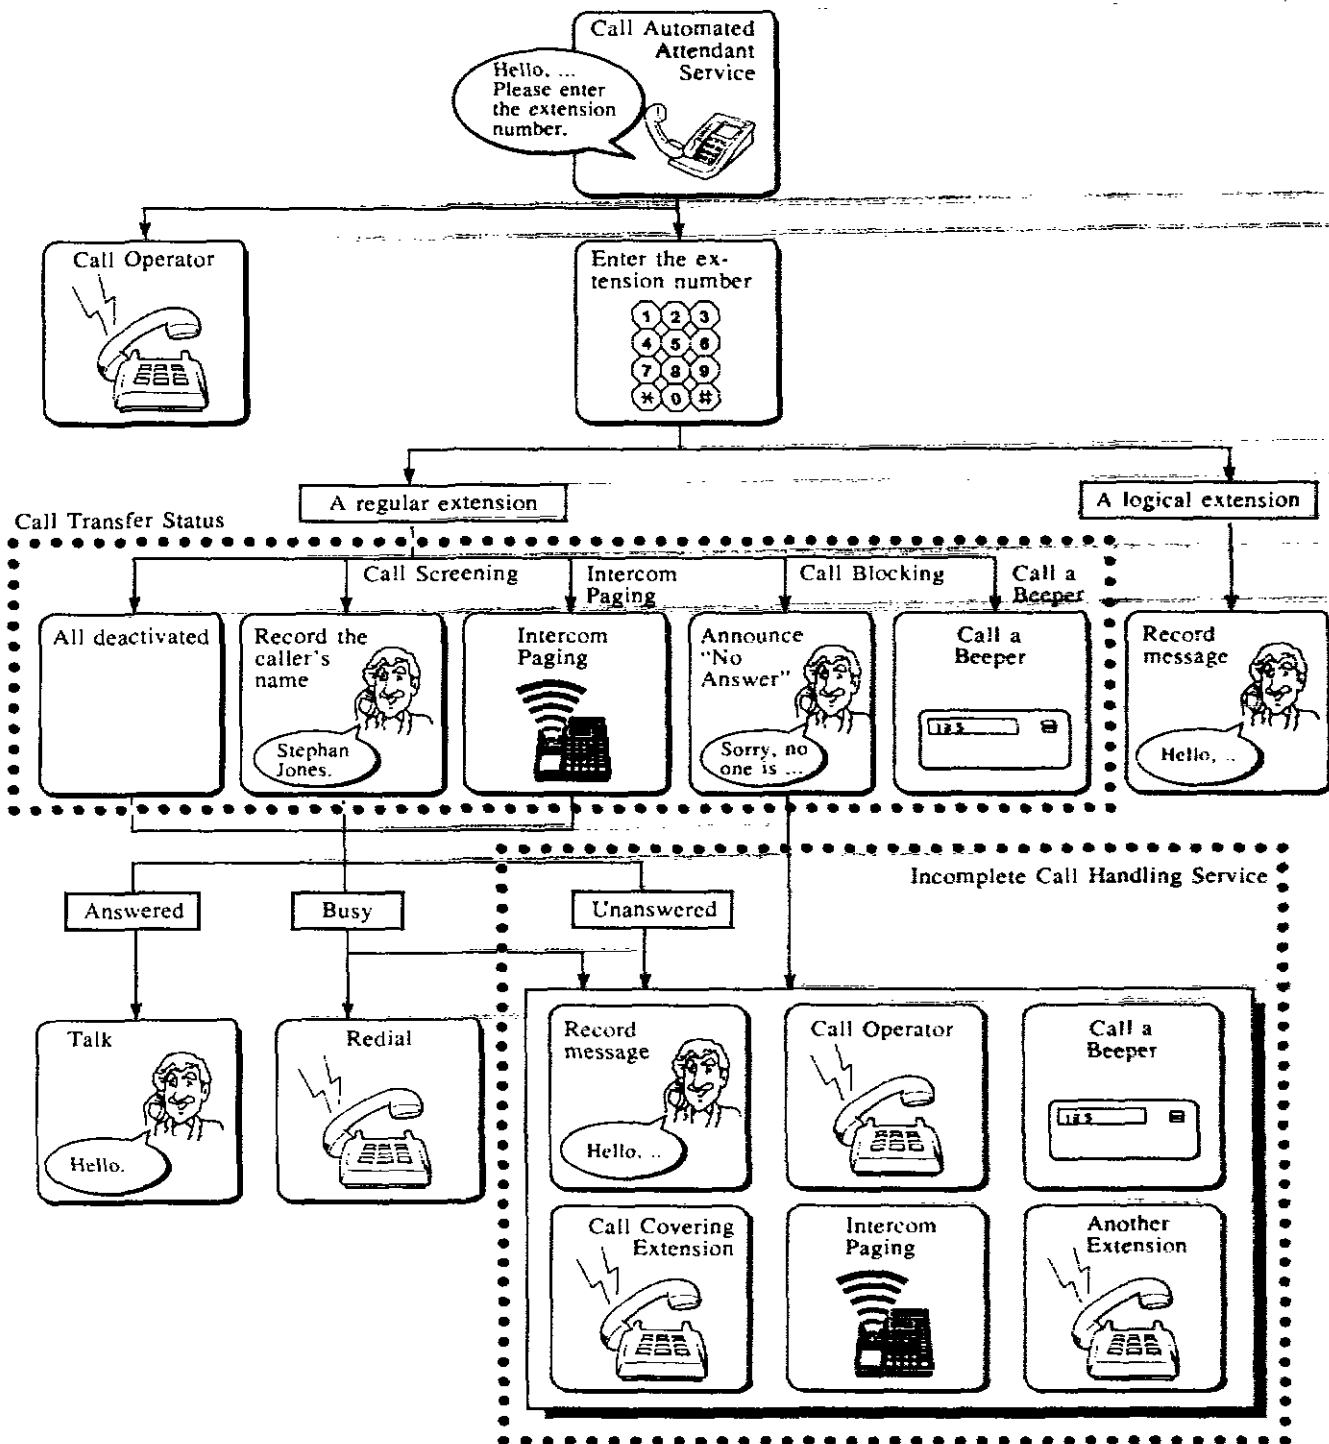 Call Automated
Attendant
Service
Hello, ...
Please enter
the extension
number.
Call Operator
Enter the ex-
tension number
1 2 3
4 5 6
7 8 9
* 0 #
A regular extension
A logical extension
Call Transfer Status
Call Screening
Intercom
Paging
Call Blocking
Call a
Beeper
All deactivated
Record the
caller's
name
Stephan
Jones.
Intercom
Paging
Announce
"No
Answer"
Sorry, no
one is ...
Call a
Beeper
Record
message
Hello, ..
Incomplete Call Handling Service
Answered
Busy
Unanswered
Talk
Hello.
Redial
Record
message
Hello, ..
Call Operator
Call a
Beeper
Call Covering
Extension
Intercom
Paging
Another
Extension